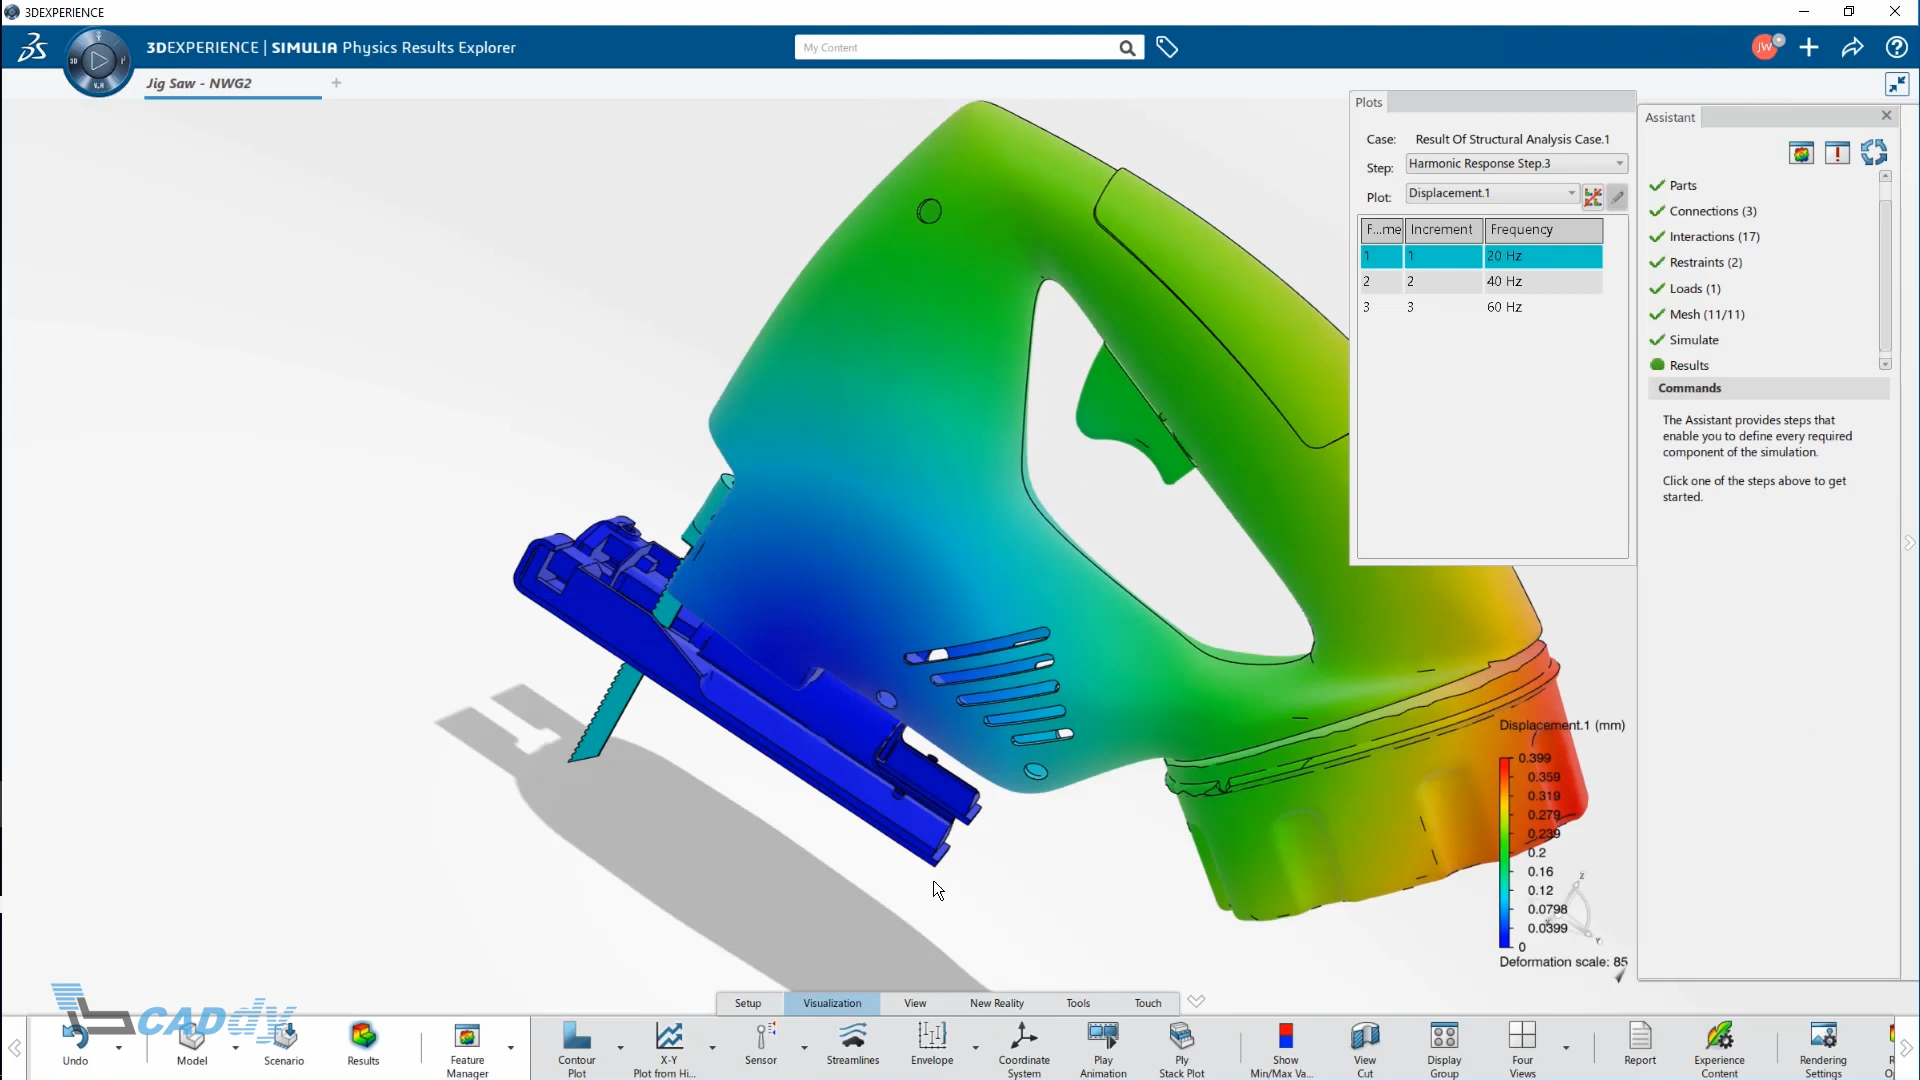 3DEXPERIENCE
3DEXPERIENCE | SIMULIA Physics Results Explorer
My Content
JW
3D
V.R
Jig Saw - NWG2
Plots
Case: Result Of Structural Analysis Case.1
Step: Harmonic Response Step.3
Plot: Displacement.1
F...me Increment Frequency
1 1 20 Hz
2 2 40 Hz
3 3 60 Hz
Assistant
Parts
Connections (3)
Interactions (17)
Restraints (2)
Loads (1)
Mesh (11/11)
Simulate
Results
Commands
The Assistant provides steps that
enable you to define every required
component of the simulation.
Click one of the steps above to get
started.
Displacement.1 (mm)
0.399
0.359
0.319
0.279
0.239
0.2
0.16
0.12
0.0798
0.0399
0
Deformation scale: 85
Z
Y
Setup Visualization View New Reality Tools Touch
CADdy
Undo
Model
Scenario
Results
Feature
Manager
Contour
Plot
X-Y
Plot from Hi...
Sensor
Streamlines
Envelope
Coordinate
System
Play
Animation
Ply
Stack Plot
Show
Min/Max Va...
View
Cut
Display
Group
Four
Views
Report
Experience
Content
Rendering
Settings